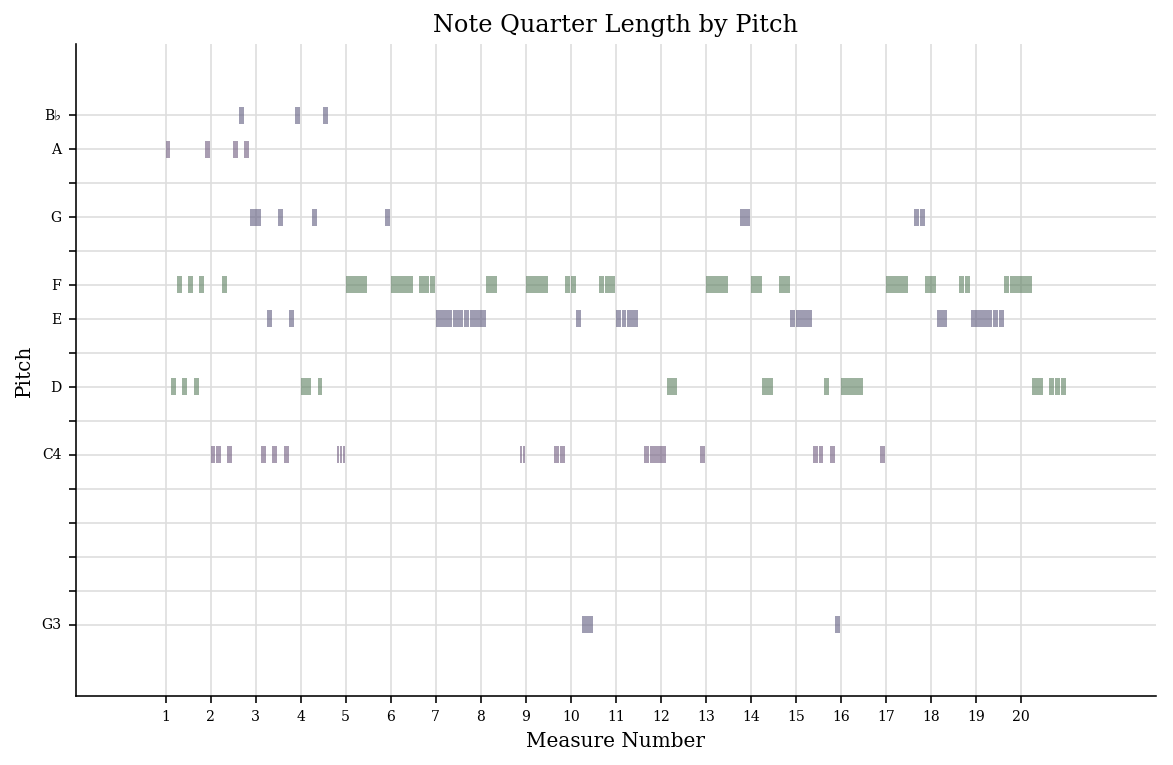 Note Quarter Length by Pitch
B♭
A
G
F
E
D
C4
G3
Pitch
1 2 3 4 5 6 7 8 9 10 11 12 13 14 15 16 17 18 19 20
Measure Number